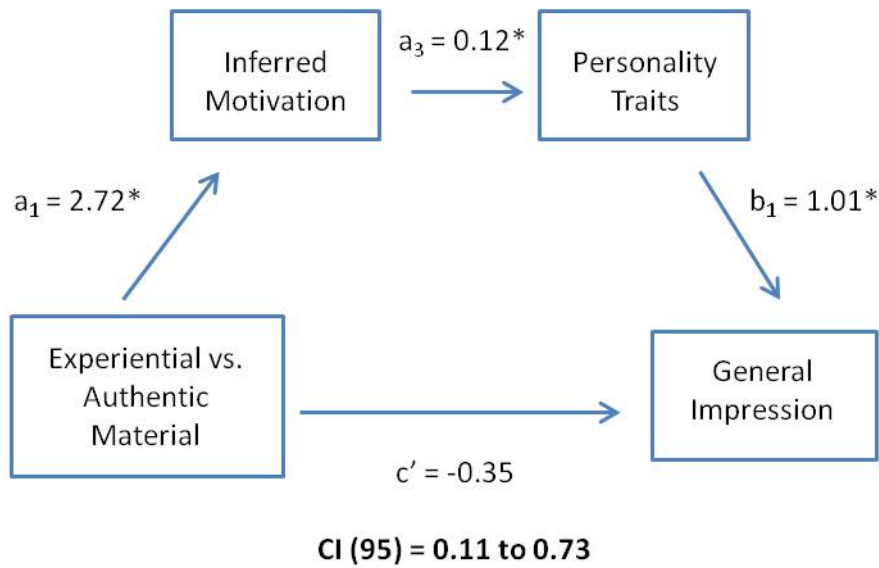 a₃ = 0.12*
Inferred
Motivation
Personality
Traits
a₁ = 2.72*
b₁ = 1.01*
Experiential vs.
Authentic
Material
General
Impression
c’ = -0.35
CI (95) = 0.11 to 0.73